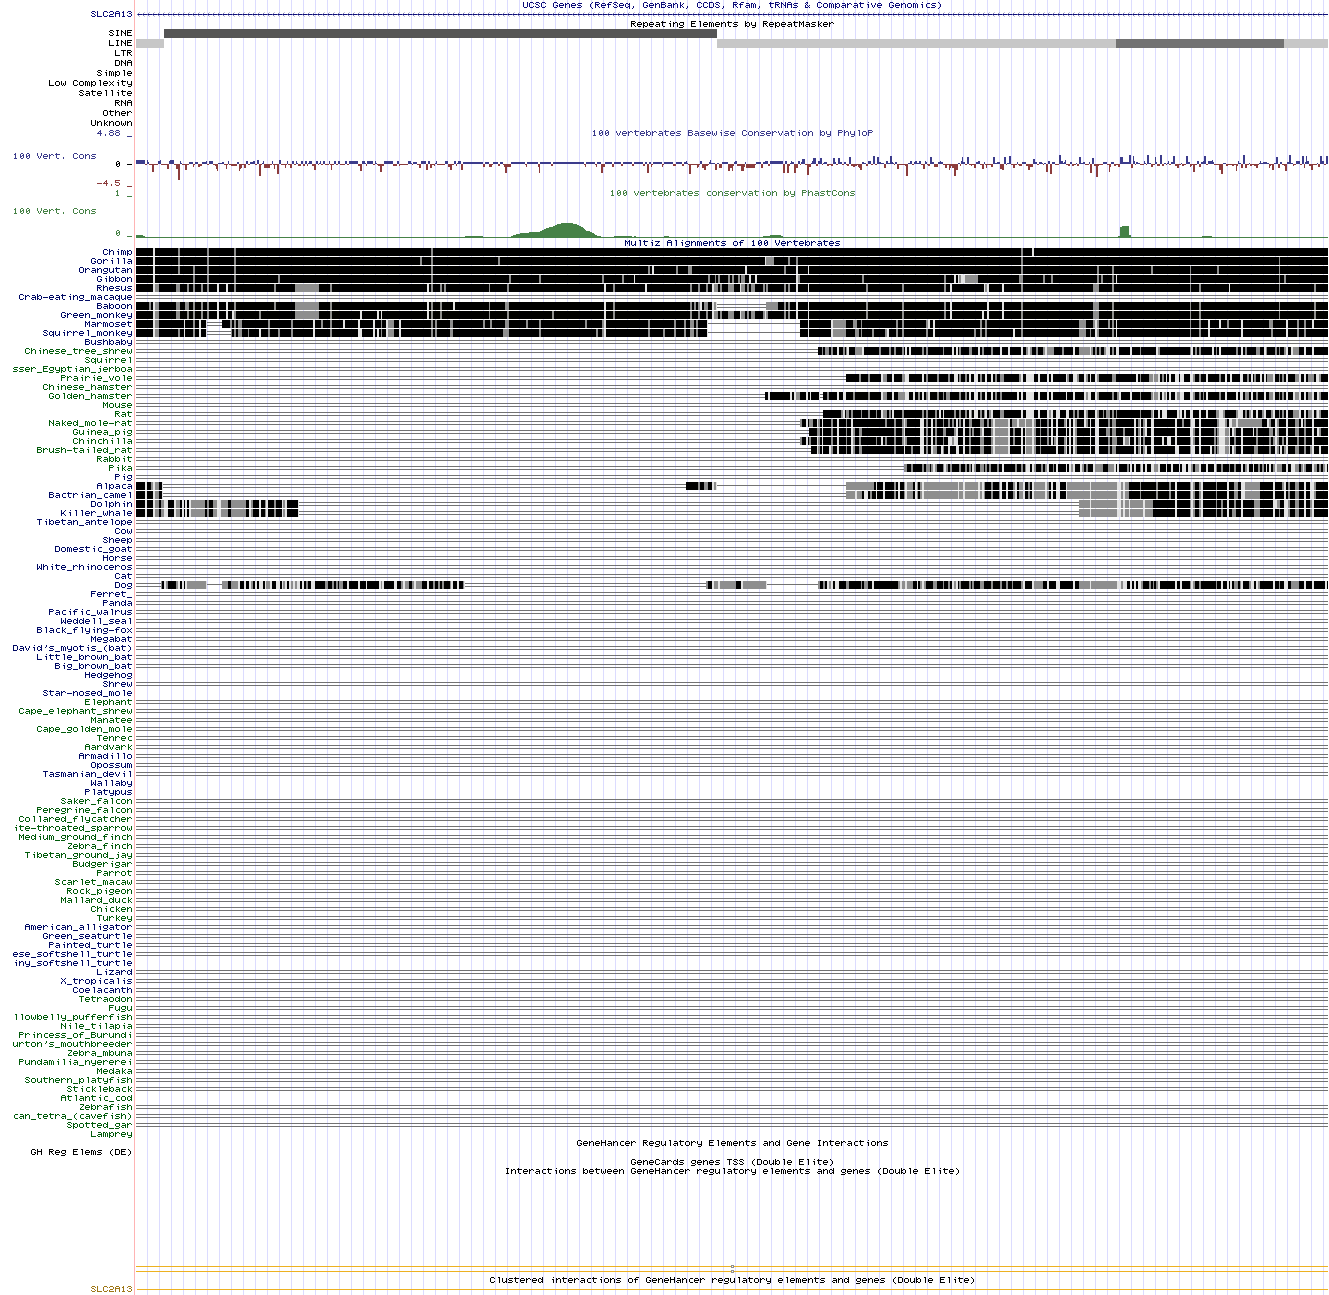 UCSC Genes (RefSeq, GenBank, CCDS, Rfam, tRNAs & Comparative Genomics)
SLC2A13
Repeating Elements by RepeatMasker
SINE
LINE
LTR
DNA
Simple
Low Complexity
Satellite
RNA
Other
Unknown
4.88 _
100 vertebrates Basewise Conservation by PhyloP
100 Vert. Cons
0 _
-4.5 _
1 _
100 vertebrates conservation by PhastCons
100 Vert. Cons
0 _
Multiz Alignments of 100 Vertebrates
Chimp
Gorilla
Orangutan
Gibbon
Rhesus
Crab-eating_macaque
Baboon
Green_monkey
Marmoset
Squirrel_monkey
Bushbaby
Chinese_tree_shrew
Squirrel
sser_Egyptian_jerboa
Prairie_vole
Chinese_hamster
Golden_hamster
Mouse
Rat
Naked_mole-rat
Guinea_pig
Chinchilla
Brush-tailed_rat
Rabbit
Pika
Pig
Alpaca
Bactrian_camel
Dolphin
Killer_whale
Tibetan_antelope
Cow
Sheep
Domestic_goat
Horse
White_rhinoceros
Cat
Dog
Ferret_
Panda
Pacific_walrus
Weddell_seal
Black_flying-fox
Megabat
David's_myotis_(bat)
Little_brown_bat
Big_brown_bat
Hedgehog
Shrew
Star-nosed_mole
Elephant
Cape_elephant_shrew
Manatee
Cape_golden_mole
Tenrec
Aardvark
Armadillo
Opossum
Tasmanian_devil
Wallaby
Platypus
Saker_falcon
Peregrine_falcon
Collared_flycatcher
ite-throated_sparrow
Medium_ground_finch
Zebra_finch
Tibetan_ground_jay
Budgerigar
Parrot
Scarlet_macaw
Rock_pigeon
Mallard_duck
Chicken
Turkey
American_alligator
Green_seaturtle
Painted_turtle
ese_softshell_turtle
iny_softshell_turtle
Lizard
X_tropicalis
Coelacanth
Tetraodon
Fugu
llowbelly_pufferfish
Nile_tilapia
Princess_of_Burundi
urton's_mouthbreeder
Zebra_mbuna
Pundamilia_nyererei
Medaka
Southern_platyfish
Stickleback
Atlantic_cod
Zebrafish
can_tetra_(cavefish)
Spotted_gar
Lamprey
GeneHancer Regulatory Elements and Gene Interactions
GH Reg Elems (DE)
GeneCards genes TSS (Double Elite)
Interactions between GeneHancer regulatory elements and genes (Double Elite)
Clustered interactions of GeneHancer regulatory elements and genes (Double Elite)
SLC2A13